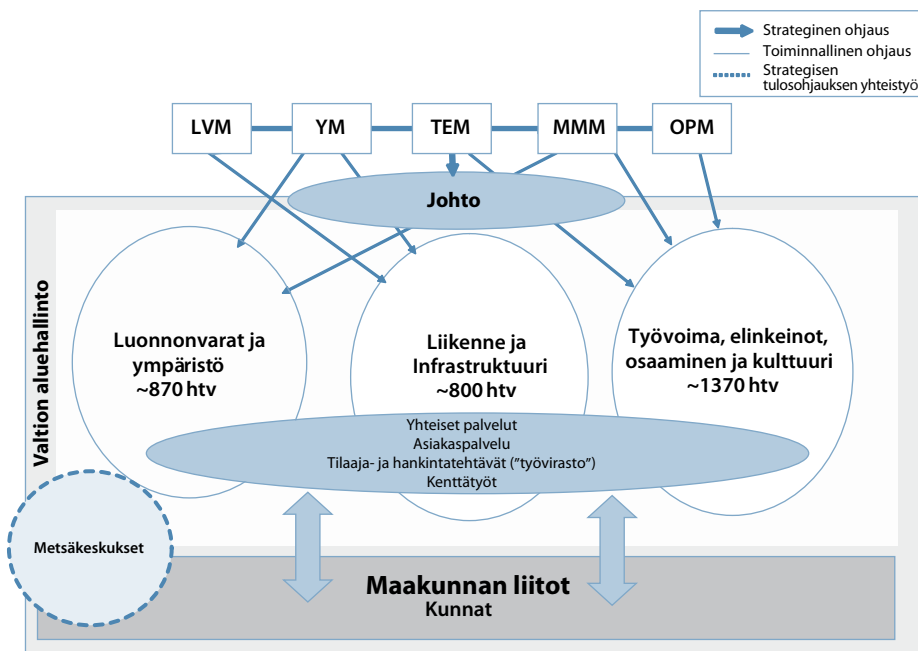 Strateginen ohjaus
Toiminnallinen ohjaus
Strategisen
tulosohjauksen yhteistyö
LVM
YM
TEM
MMM
OPM
Johto
Valtion aluehallinto
Luonnonvarat ja
ympäristö
~870 htv
Liikenne ja
Infrastruktuuri
~800 htv
Työvoima, elinkeinot,
osaaminen ja kulttuuri
~1370 htv
Yhteiset palvelut
Asiakaspalvelu
Tilaaja- ja hankintatehtävät (”työvirasto”)
Kenttätyöt
Metsäkeskukset
Maakunnan liitot
Kunnat